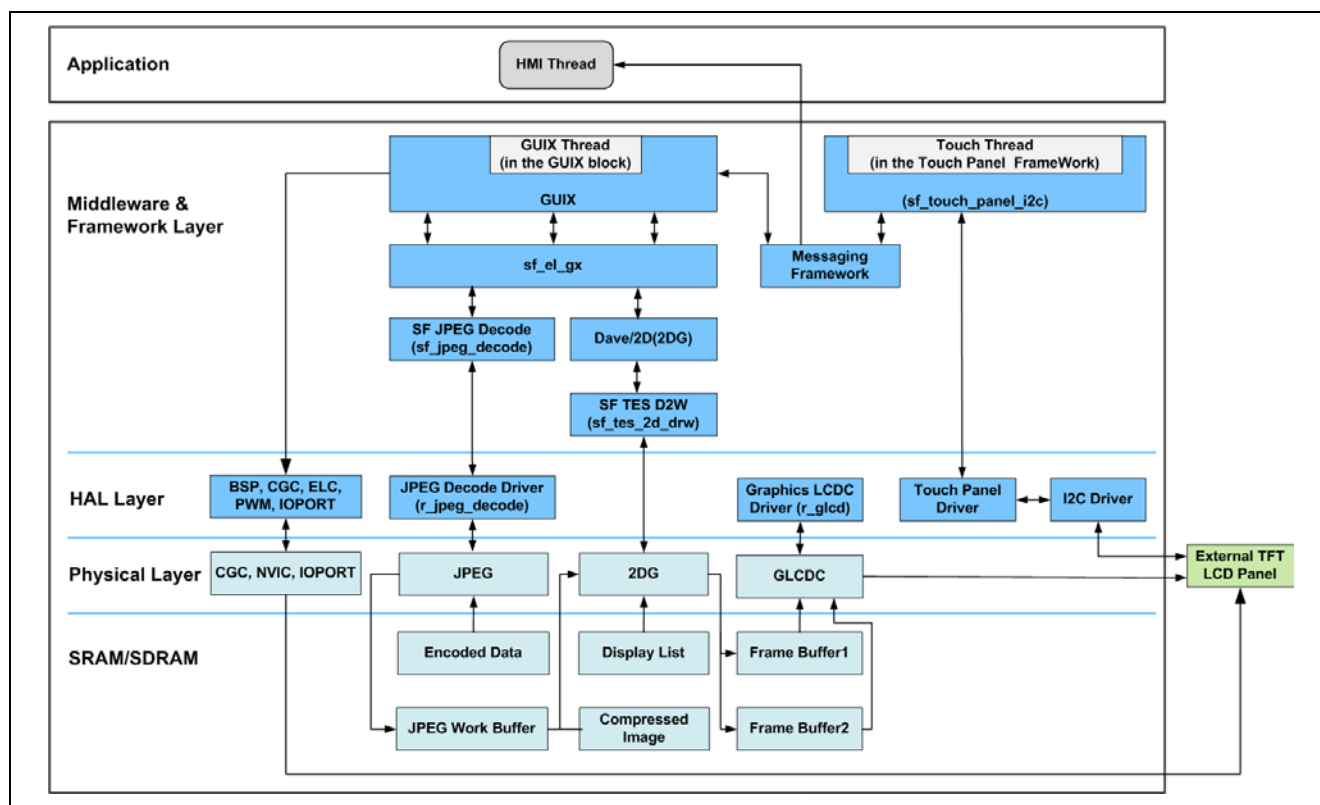 Application
HMI Thread
Middleware &
Framework Layer
GUIX Thread
(in the GUIX block)
GUIX
Touch Thread
(in the Touch Panel FrameWork)
(sf_touch_panel_i2c)
sf_el_gx
Messaging
Framework
SF JPEG Decode
(sf_jpeg_decode)
Dave/2D(2DG)
SF TES D2W
(sf_tes_2d_drw)
HAL Layer
BSP, CGC, ELC,
PWM, IOPORT
JPEG Decode Driver
(r_jpeg_decode)
Graphics LCDC
Driver (r_glcd)
Touch Panel
Driver
I2C Driver
Physical Layer
CGC, NVIC, IOPORT
JPEG
2DG
GLCDC
External TFT
LCD Panel
SRAM/SDRAM
Encoded Data
Display List
Frame Buffer1
JPEG Work Buffer
Compressed
Image
Frame Buffer2